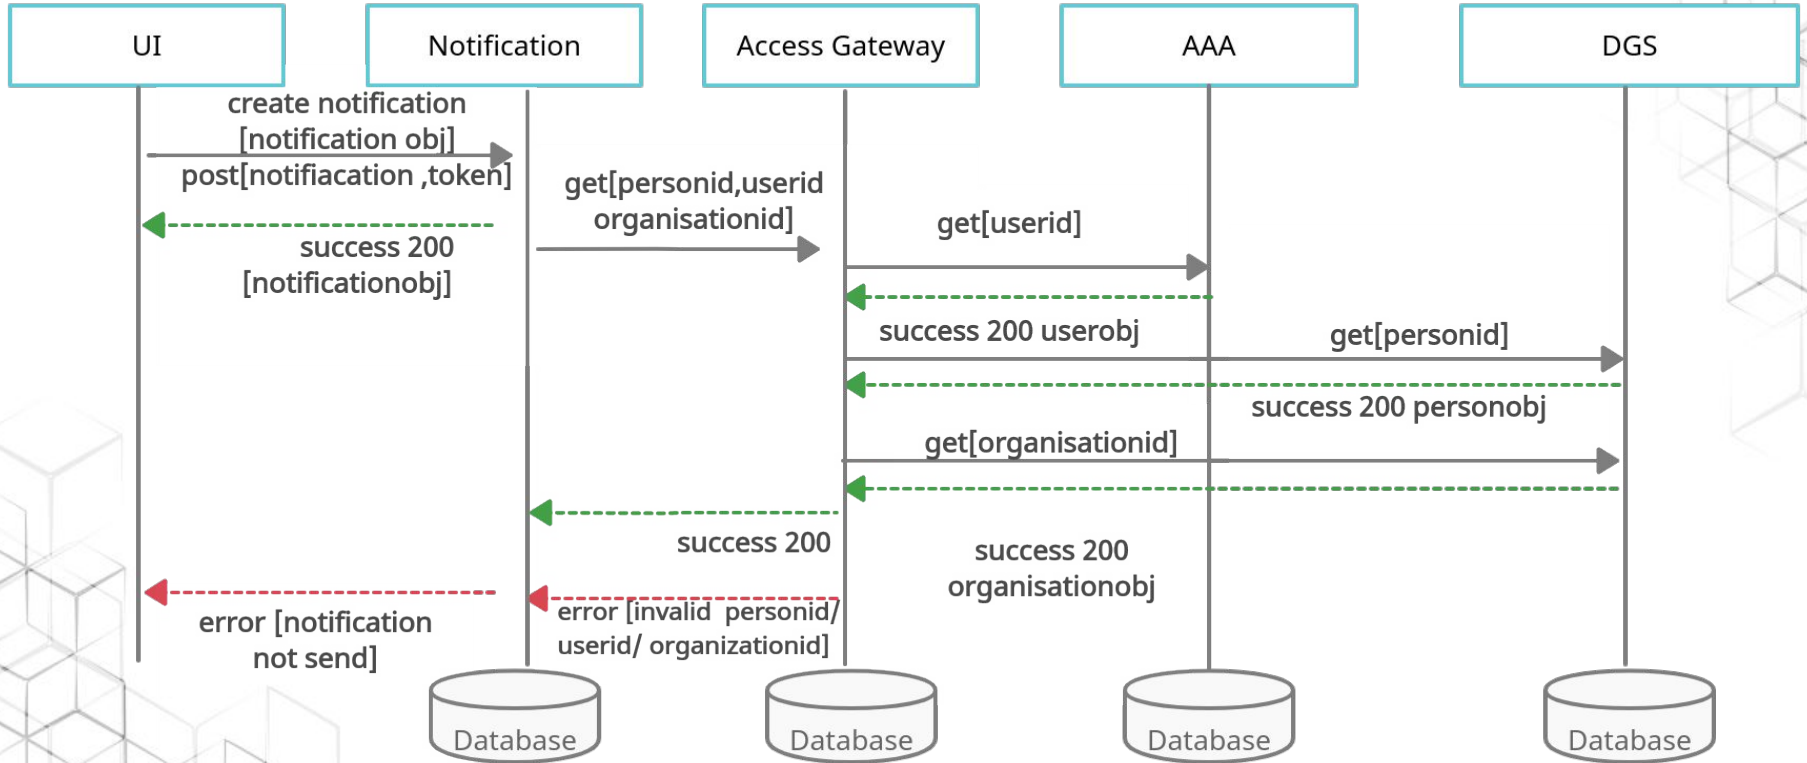 UI
Notification
Access Gateway
AAA
DGS
create notification
[notification obj]
post[notifiacation ,token]
success 200
[notificationobj]
get[personid,userid
organisationid]
get[userid]
success 200 userobj
get[personid]
success 200 personobj
get[organisationid]
success 200
success 200
organisationobj
error [notification
not send]
error [invalid  personid/
userid/ organizationid]
Database
Database
Database
Database